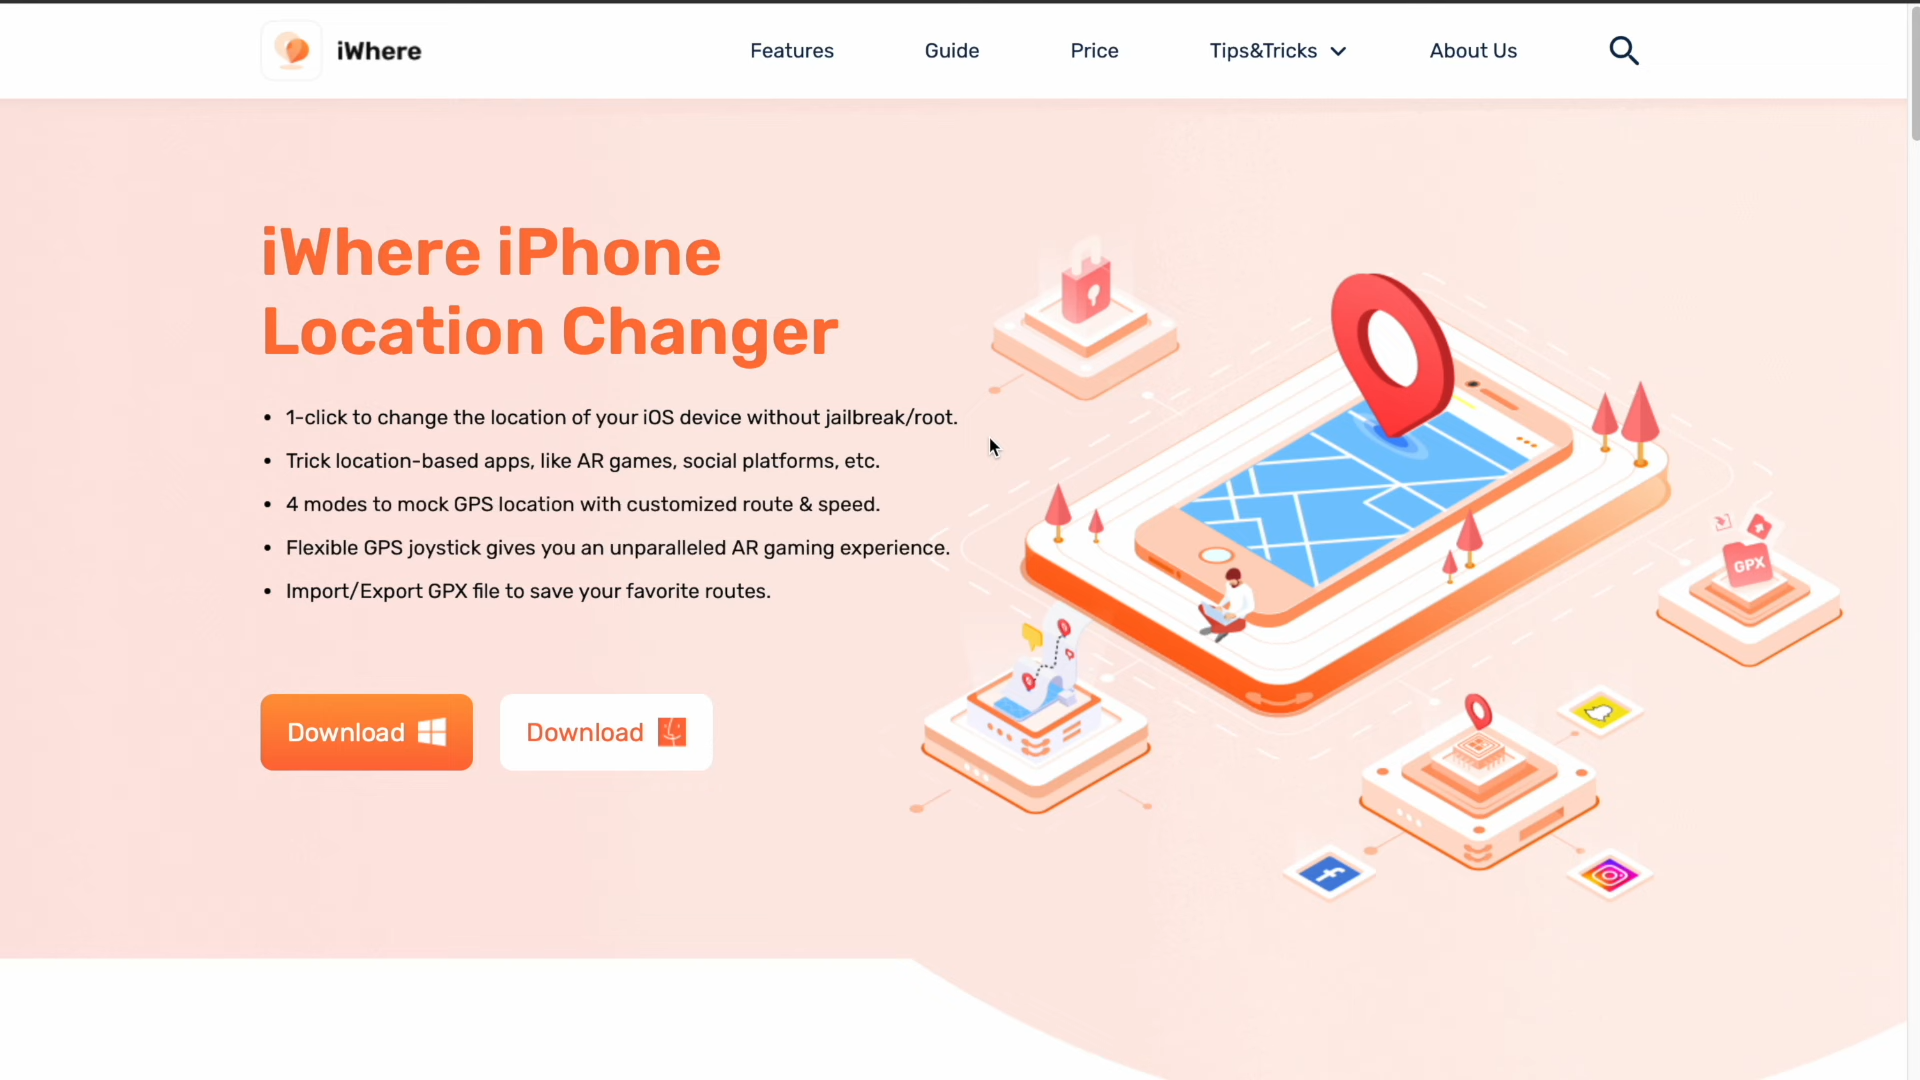 iWhere
Features
Guide
Price
Tips&Tricks
About Us
iWhere iPhone
Location Changer
• 1-click to change the location of your iOS device without jailbreak/root.
• Trick location-based apps, like AR games, social platforms, etc.
• 4 modes to mock GPS location with customized route & speed.
• Flexible GPS joystick gives you an unparalleled AR gaming experience.
• Import/Export GPX file to save your favorite routes.
GPX
Download
Download